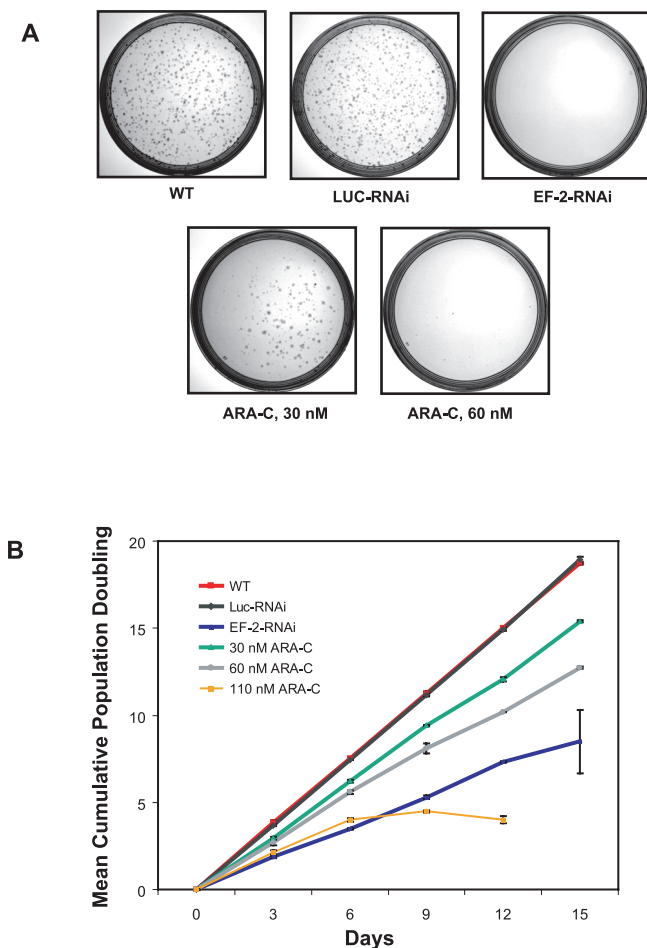 A
WT
LUC-RNAi
EF-2-RNAi
ARA-C, 30 nM
ARA-C, 60 nM
B
Mean Cumulative Population Doubling
20
15
10
5
0
WT
Luc-RNAi
EF-2-RNAi
30 nM ARA-C
60 nM ARA-C
110 nM ARA-C
0 3 6 9 12 15
Days